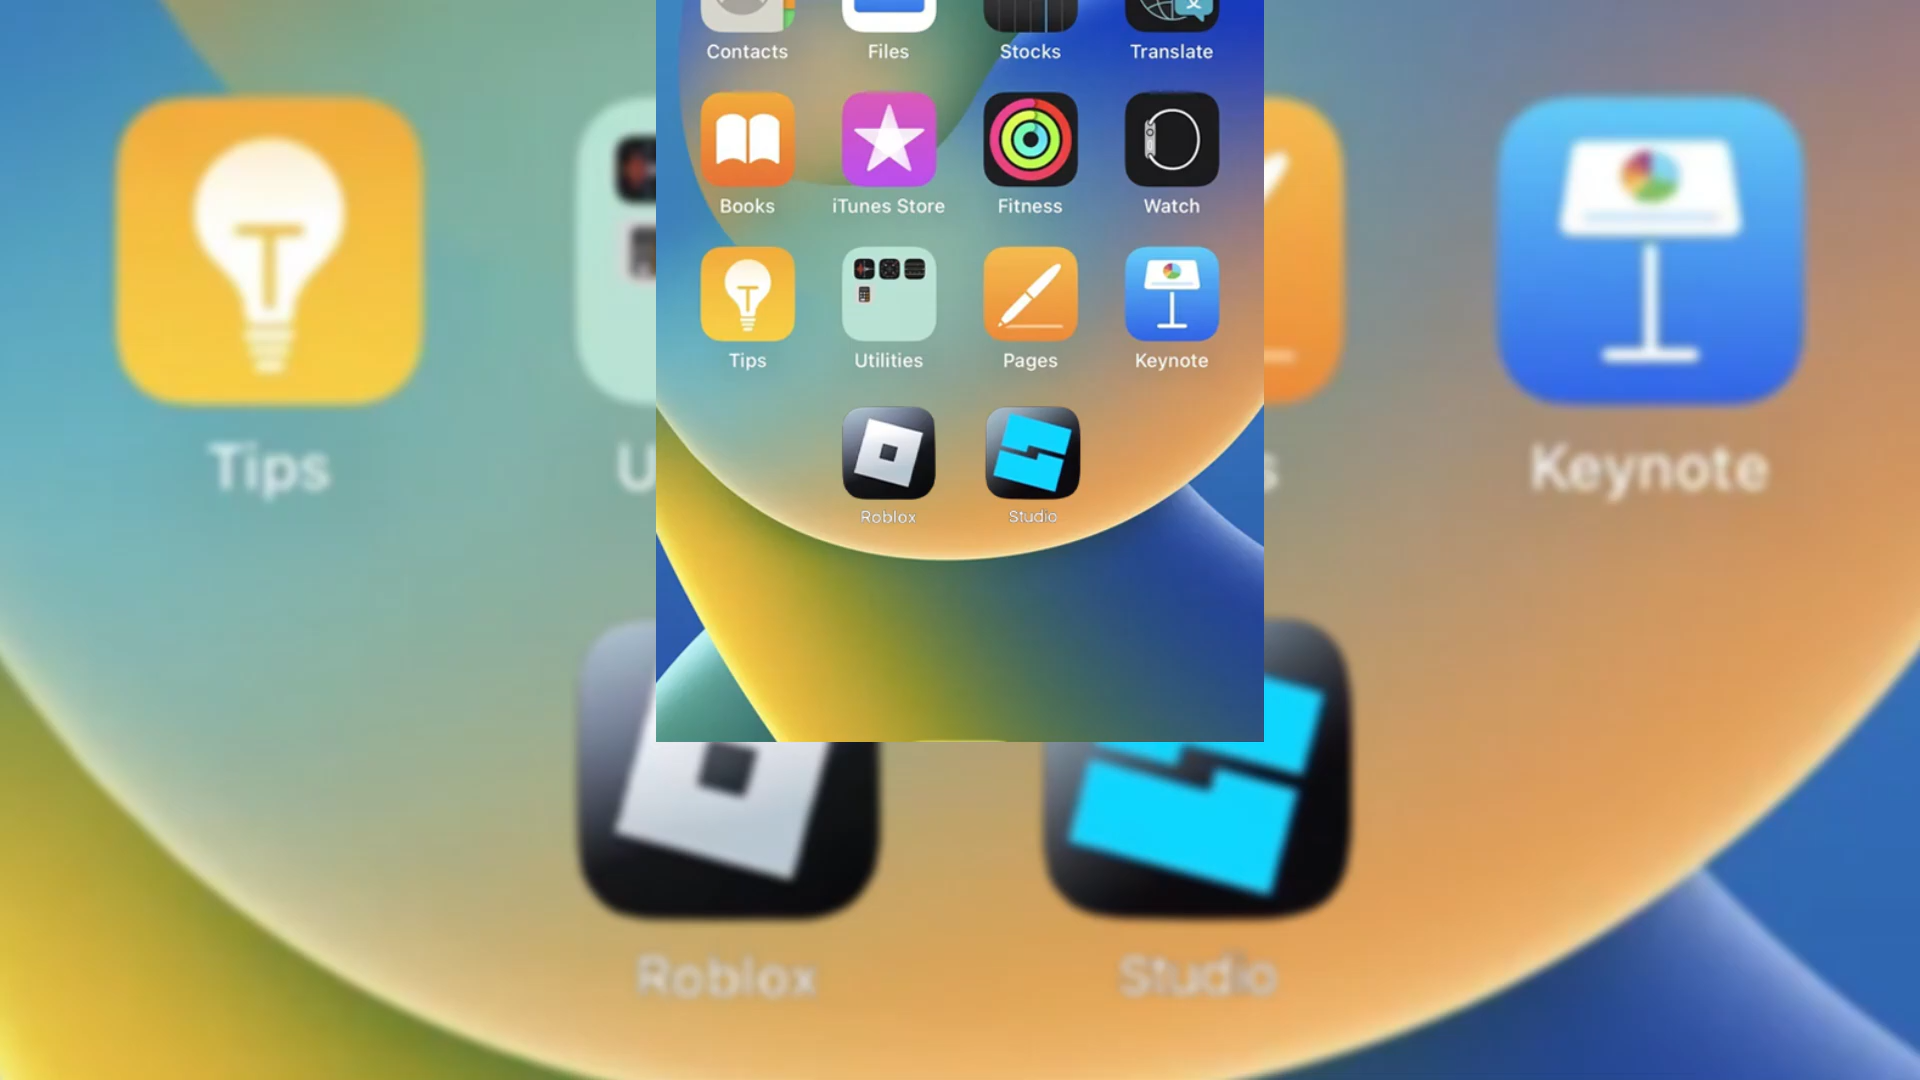 Contacts Files Stocks Translate
Books iTunes Store Fitness Watch
Tips Utilities Pages Keynote
Roblox Studio
Tips U s Keynote
Roblox Studio